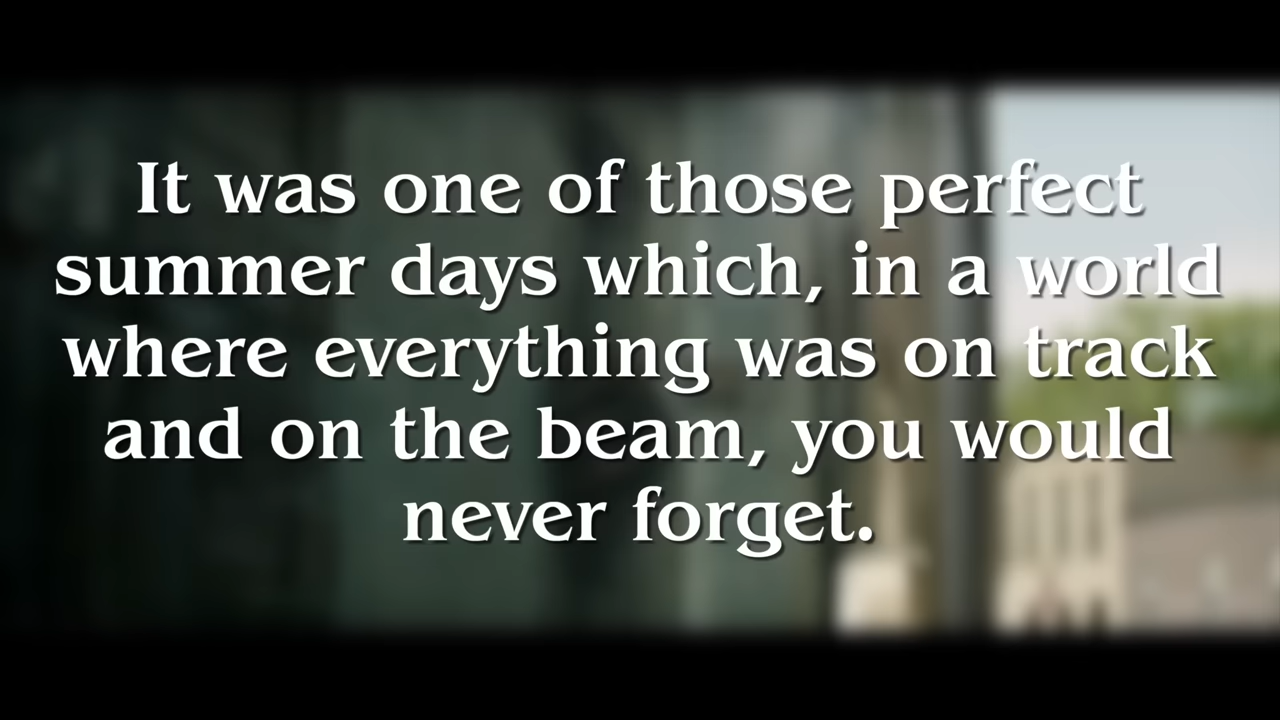 It was one of those perfect
summer days which, in a world
where everything was on track
and on the beam, you would
never forget.